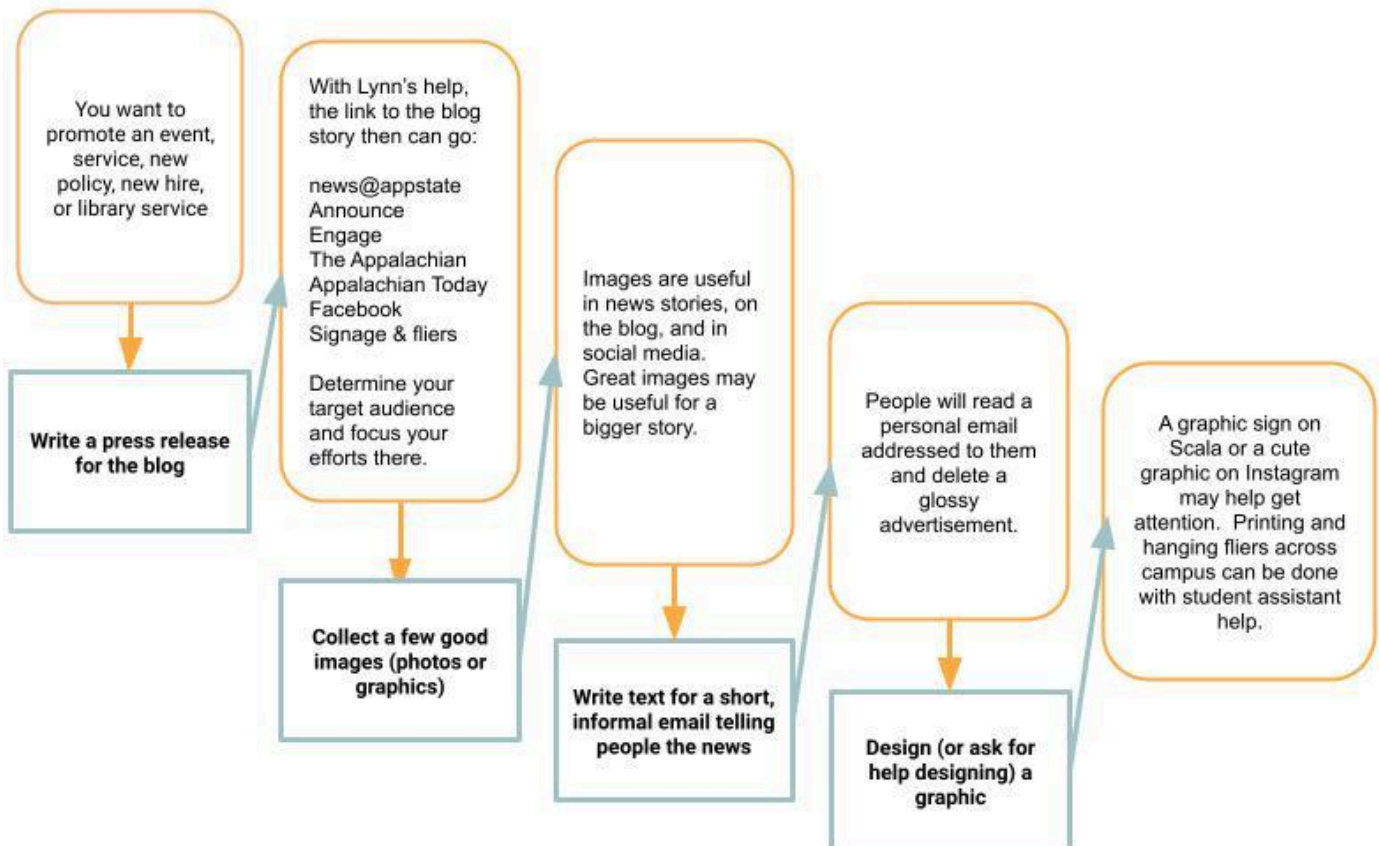 You want to
promote an event,
service, new
policy, new hire,
or library service
Write a press release
for the blog
With Lynn's help,
the link to the blog
story then can go:
news@appstate
Announce
Engage
The Appalachian
Appalachian Today
Facebook
Signage & fliers
Determine your
target audience
and focus your
efforts there.
Collect a few good
images (photos or
graphics)
Images are useful
in news stories, on
the blog, and in
social media.
Great images may
be useful for a
bigger story.
Write text for a short,
informal email telling
people the news
People will read a
personal email
addressed to them
and delete a
glossy
advertisement.
Design (or ask for
help designing) a
graphic
A graphic sign on
Scala or a cute
graphic on Instagram
may help get
attention.  Printing and
hanging fliers across
campus can be done
with student assistant
help.